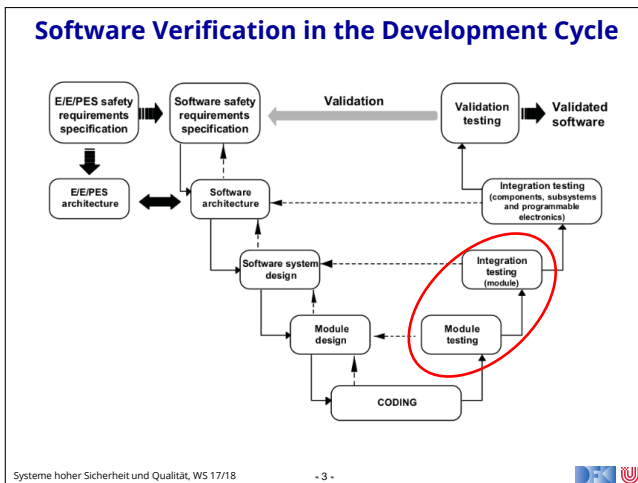 Software Verification in the Development Cycle
E/E/PES safety
requirements
specification
Software safety
requirements
specification
Validation
Validation
testing
Validated
software
E/E/PES
architecture
Software
architecture
Integration testing
(components, subsystems
and programmable
electronics)
Software system
design
Integration
testing
(module)
Module
design
Module
testing
CODING
Systeme hoher Sicherheit und Qualität, WS 17/18
- 3 -